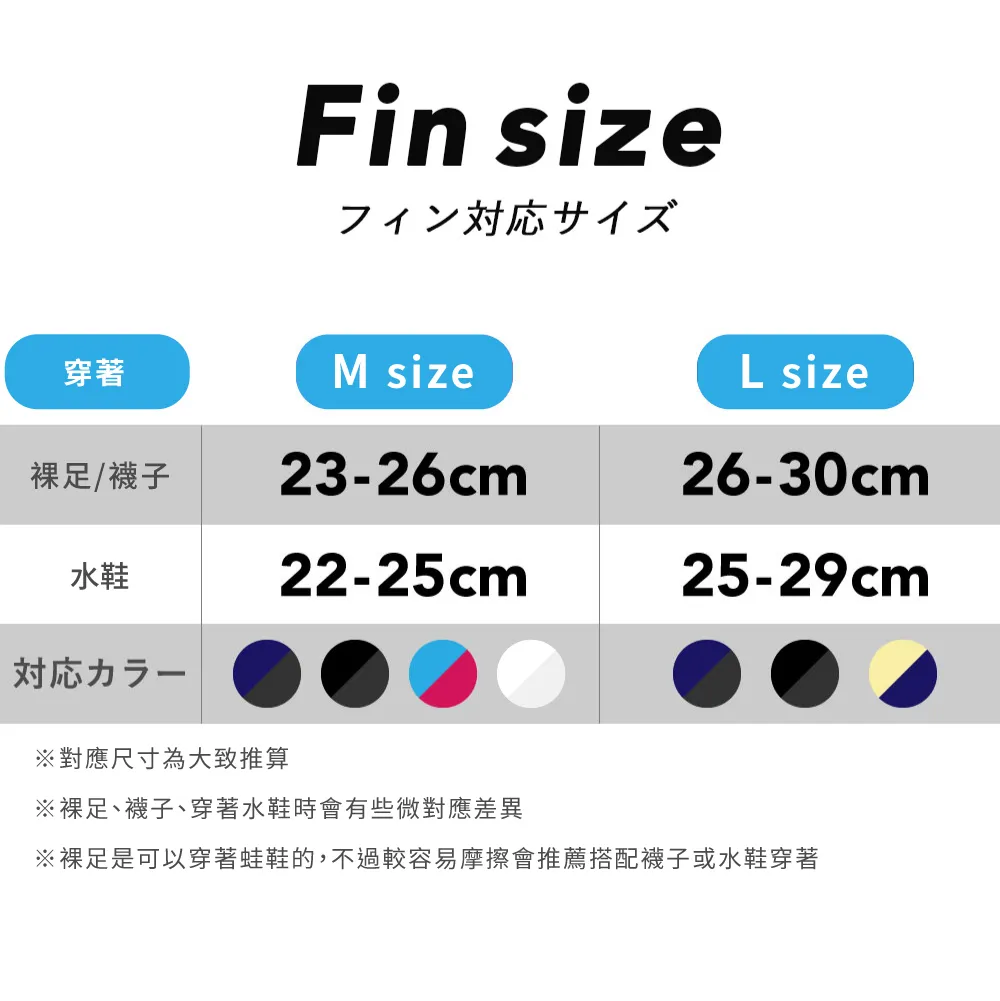 Fin size
フィン対応サイズ
穿著 M size L size
裸足/襪子 23-26cm 26-30cm
水鞋 22-25cm 25-29cm
対応カラー
※對應尺寸為大致推算
※裸足、襪子、穿著水鞋時會有些微對應差異
※裸足是可以穿著蛙鞋的，不過較容易摩擦會推薦搭配襪子或水鞋穿著